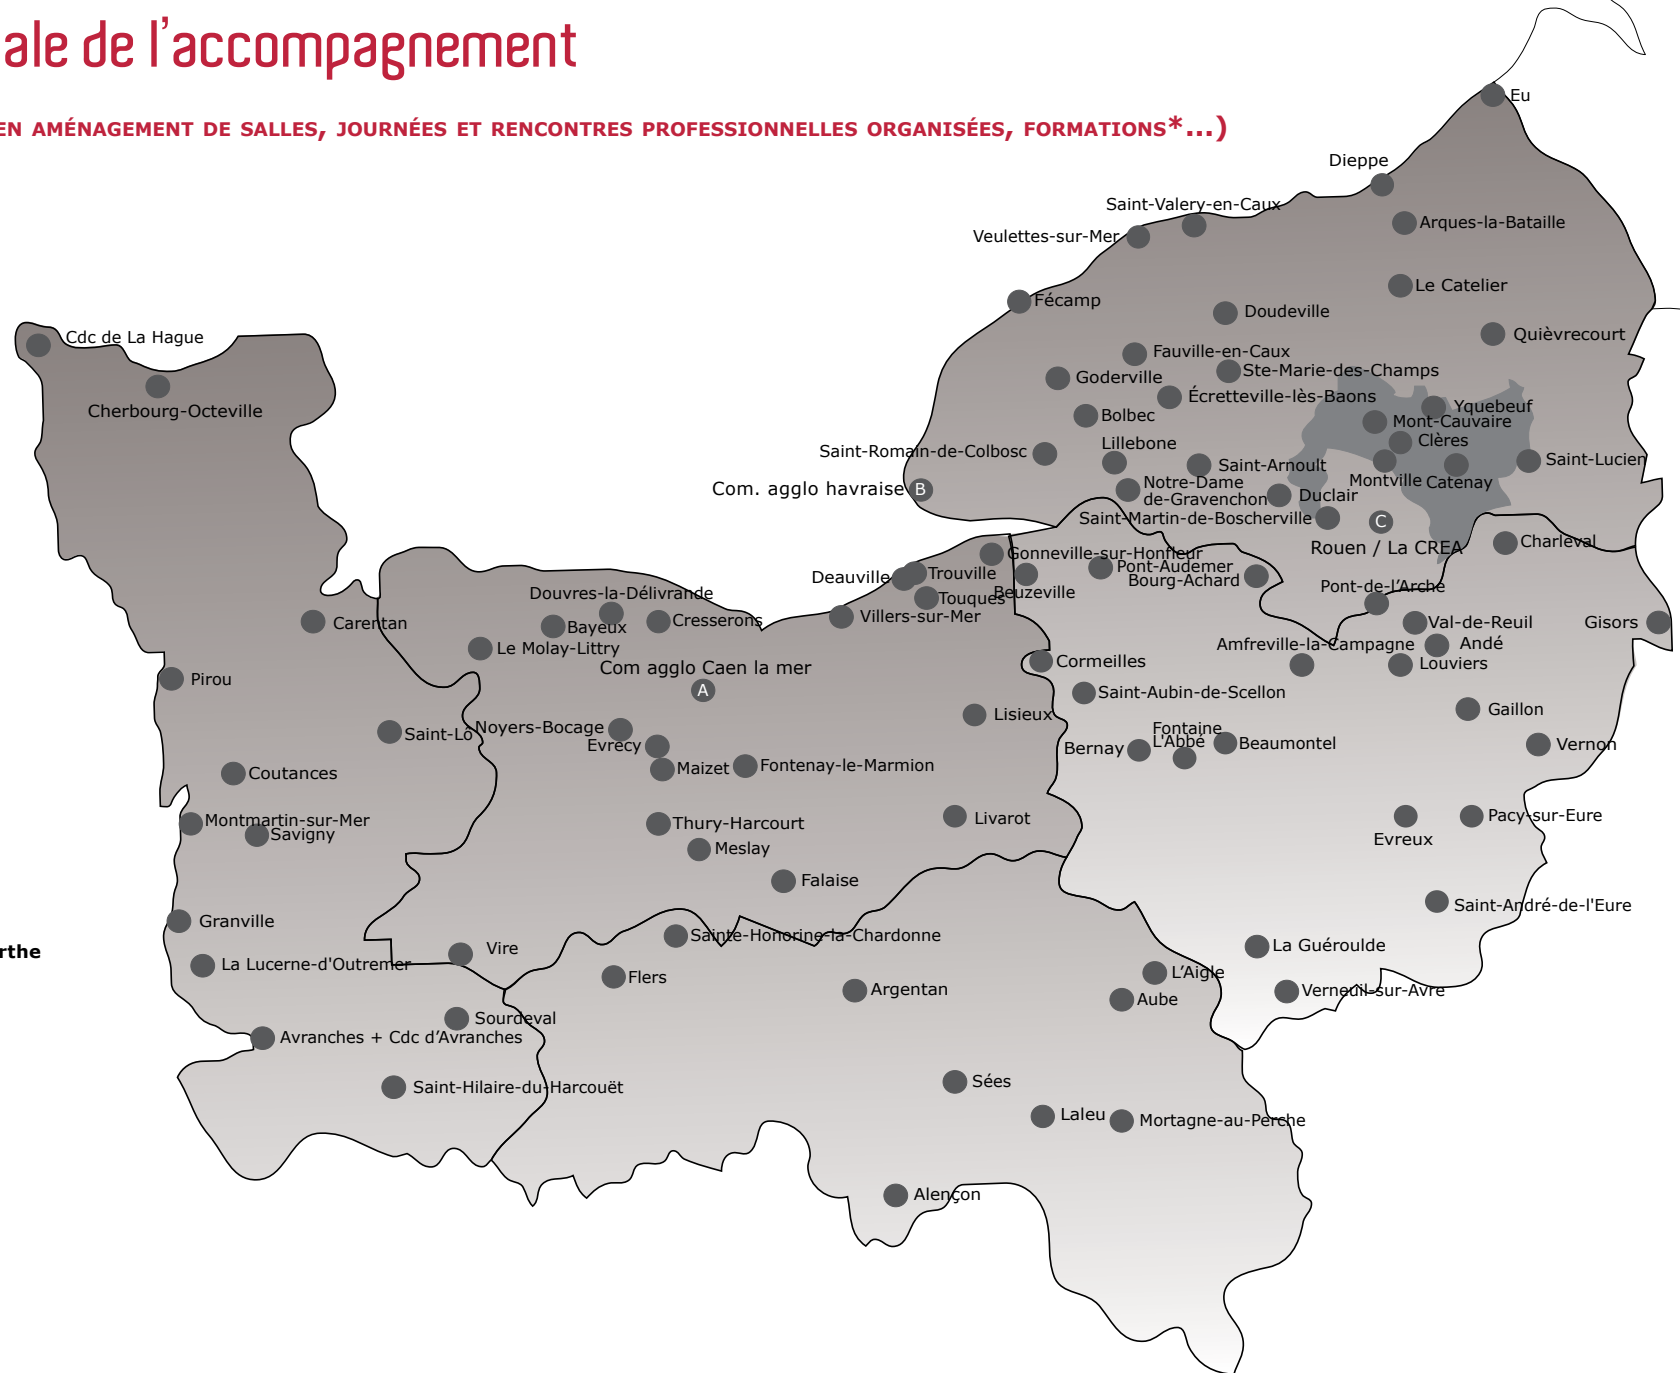 ale de l'accompagnement
EN AMÉNAGEMENT DE SALLES, JOURNÉES ET RENCONTRES PROFESSIONNELLES ORGANISÉES, FORMATIONS*...)
Eu
Dieppe
Saint-Valery-en-Caux
Arques-la-Bataille
Veulettes-sur-Mer
Le Catelier
Fécamp
Doudeville
Quièvrecourt
Cdc de La Hague
Fauville-en-Caux
Ste-Marie-des-Champs
Goderville
Écretteville-lès-Baons
Cherbourg-Octeville
Yquebeuf
Bolbec
Mont-Cauvaire
Clères
Lillebone
Saint-Romain-de-Colbosc
Saint-Arnoult
Saint-Lucien
Montville
Catenay
Com. agglo havraise
B
Notre-Dame
de-Gravenchon
Duclair
Saint-Martin-de-Boscherville
C
Rouen / La CREA
Charleval
Gonneville-sur-Honfleur
Pont-Audemer
Bourg-Achard
Deauville
Trouville
Beuzeville
Touques
Pont-de-l’Arche
Douvres-la-Délivrande
Villers-sur-Mer
Cresserons
Bayeux
Carentan
Val-de-Reuil
Gisors
Amfreville-la-Campagne
Andé
Le Molay-Littry
Louviers
Cormeilles
Com agglo Caen la mer
A
Pirou
Saint-Aubin-de-Scellon
Gaillon
Lisieux
Saint-Lô
Noyers-Bocage
Evrecy
Fontaine
L'Abbé
Bernay
Beaumontel
Vernon
Maizet
Fontenay-le-Marmion
Coutances
Montmartin-sur-Mer
Savigny
Thury-Harcourt
Livarot
Pacy-sur-Eure
Evreux
Meslay
Falaise
Saint-André-de-l'Eure
Granville
Sainte-Honorine-la-Chardonne
La Guéroulde
rthe
Vire
La Lucerne-d'Outremer
Flers
L’Aigle
Argentan
Aube
Verneuil-sur-Avre
Sourdeval
Avranches + Cdc d’Avranches
Saint-Hilaire-du-Harcouët
Sées
Laleu
Mortagne-au-Perche
Alençon